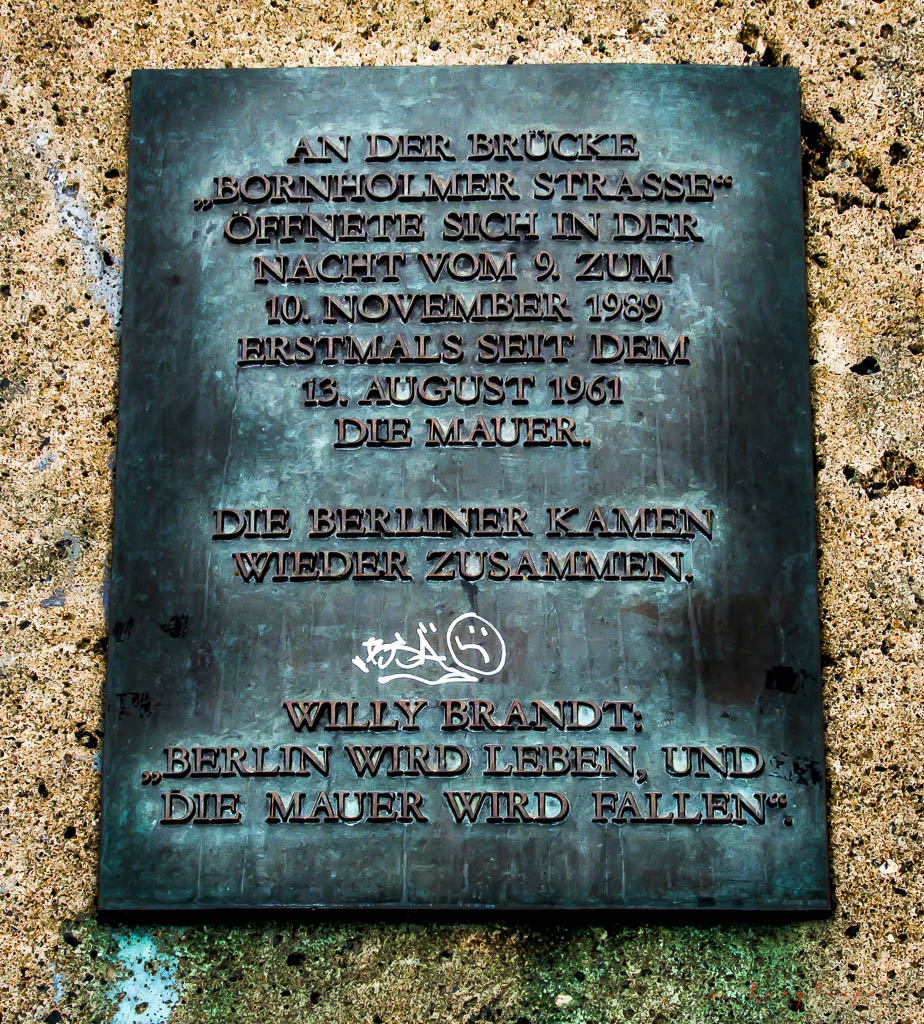 AN DER BRÜCKE
„BORNHOLMER STRASSE“
ÖFFNETE SICH IN DER
NACHT VOM 9. ZUM
10. NOVEMBER 1989
ERSTMALS SEIT DEM
13. AUGUST 1961
DIE MAUER.
DIE BERLINER KAMEN
WIEDER ZUSAMMEN.
WILLY BRANDT:
„BERLIN WIRD LEBEN, UND
DIE MAUER WIRD FALLEN“.